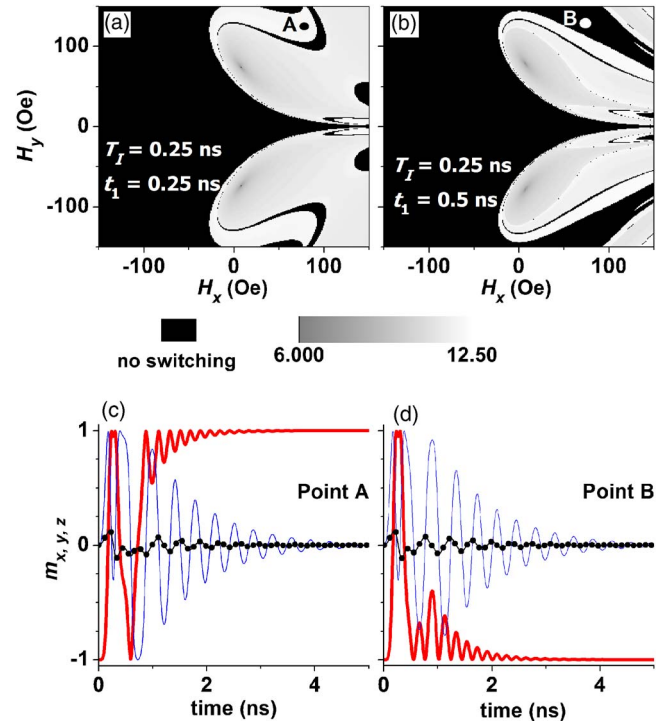 (a) A (b) B
150 100 0 -100
H_y (Oe)
T_I = 0.25 ns T_I = 0.25 ns
t_1 = 0.25 ns t_1 = 0.5 ns
-100 0 100 -100 0 100
H_x (Oe) H_x (Oe)
no switching 6.000 12.50
(c) (d)
1 0 -1
m_x, y, z
Point A Point B
0 2 4 0 2 4
time (ns) time (ns)